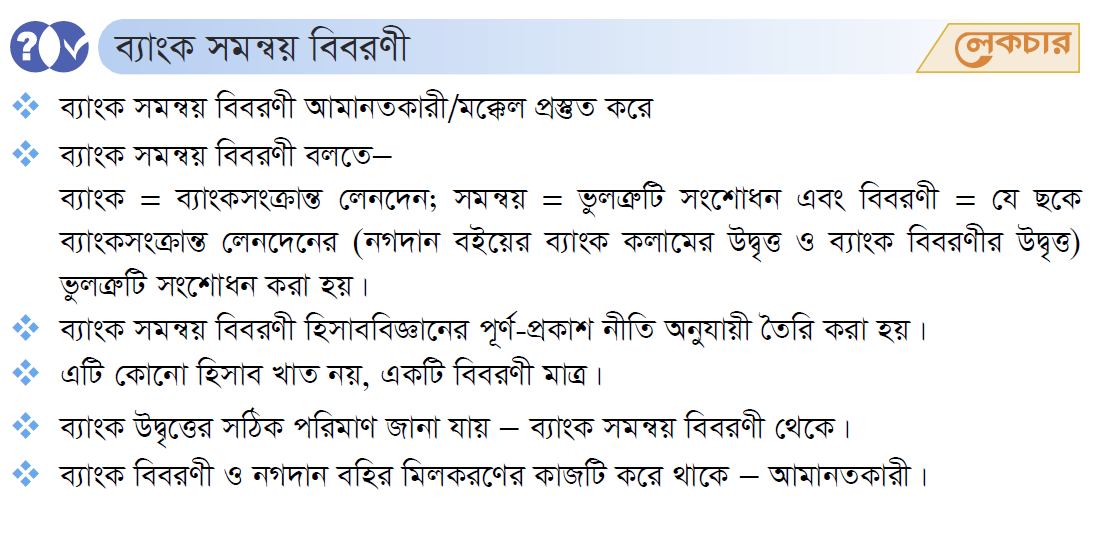 ব্যাংক সমন্বয় বিবরণী
লেকচার
ব্যাংক সমন্বয় বিবরণী আমানতকারী/মক্কেল প্রস্তুত করে
ব্যাংক সমন্বয় বিবরণী বলতে–
ব্যাংক = ব্যাংকসংক্রান্ত লেনদেন; সমন্বয় = ভুলত্রুটি সংশোধন এবং বিবরণী = যে ছকে
ব্যাংকসংক্রান্ত লেনদেনের (নগদান বইয়ের ব্যাংক কলামের উদ্বৃত্ত ও ব্যাংক বিবরণীর উদ্বৃত্ত)
ভুলত্রুটি সংশোধন করা হয়।
ব্যাংক সমন্বয় বিবরণী হিসাববিজ্ঞানের পূর্ণ-প্রকাশ নীতি অনুযায়ী তৈরি করা হয়।
এটি কোনো হিসাব খাত নয়, একটি বিবরণী মাত্র।
ব্যাংক উদ্বৃত্তের সঠিক পরিমাণ জানা যায় – ব্যাংক সমন্বয় বিবরণী থেকে।
ব্যাংক বিবরণী ও নগদান বহির মিলকরণের কাজটি করে থাকে – আমানতকারী।